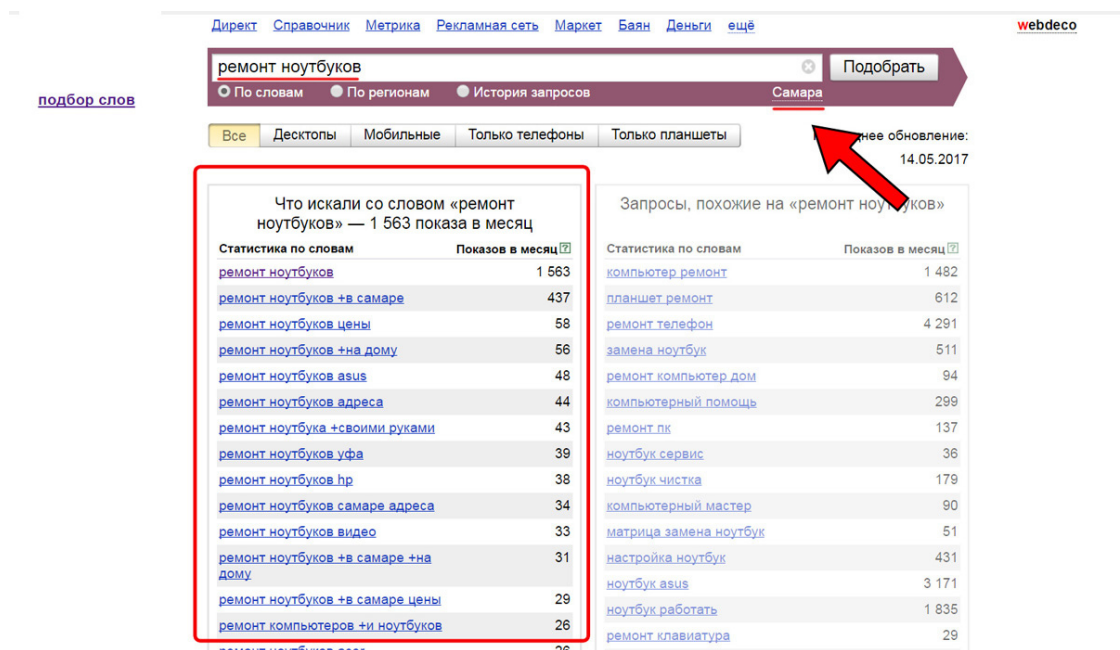 Директ Справочник Метрика Рекламная сеть Маркет Баян Деньги ещё
webdeco
подбор слов
ремонт ноутбуков
Подобрать
По словам По регионам История запросов
Самара
Все Десктопы Мобильные Только телефоны Только планшеты
обновление:
14.05.2017
Что искали со словом «ремонт
ноутбуков» — 1 563 показа в месяц
Статистика по словам Показов в месяц ?
ремонт ноутбуков 1 563
ремонт ноутбуков +в самаре 437
ремонт ноутбуков цены 58
ремонт ноутбуков +на дому 56
ремонт ноутбуков asus 48
ремонт ноутбуков адреса 44
ремонт ноутбука +своими руками 43
ремонт ноутбуков уфа 39
ремонт ноутбуков hp 38
ремонт ноутбуков самаре адреса 34
ремонт ноутбуков видео 33
ремонт ноутбуков +в самаре +на 31
дому
ремонт ноутбуков +в самаре цены 29
ремонт компьютеров +и ноутбуков 26
Запросы, похожие на «ремонт ноутбуков»
Статистика по словам Показов в месяц ?
компьютер ремонт 1 482
планшет ремонт 612
ремонт телефон 4 291
замена ноутбук 511
ремонт компьютер дом 94
компьютерный помощь 299
ремонт пк 137
ноутбук сервис 36
ноутбук чистка 179
компьютерный мастер 90
матрица замена ноутбук 51
настройка ноутбук 431
ноутбук asus 3 171
ноутбук работать 1 835
ремонт клавиатура 29